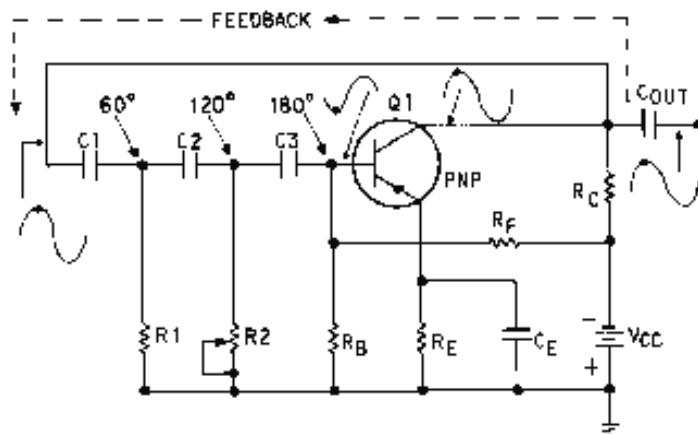 FEEDBACK
60°
120°
180°
Q1
COUT
C1
C2
C3
PNP
RC
RF
R1
R2
RB
RE
CE
−
VCC
+